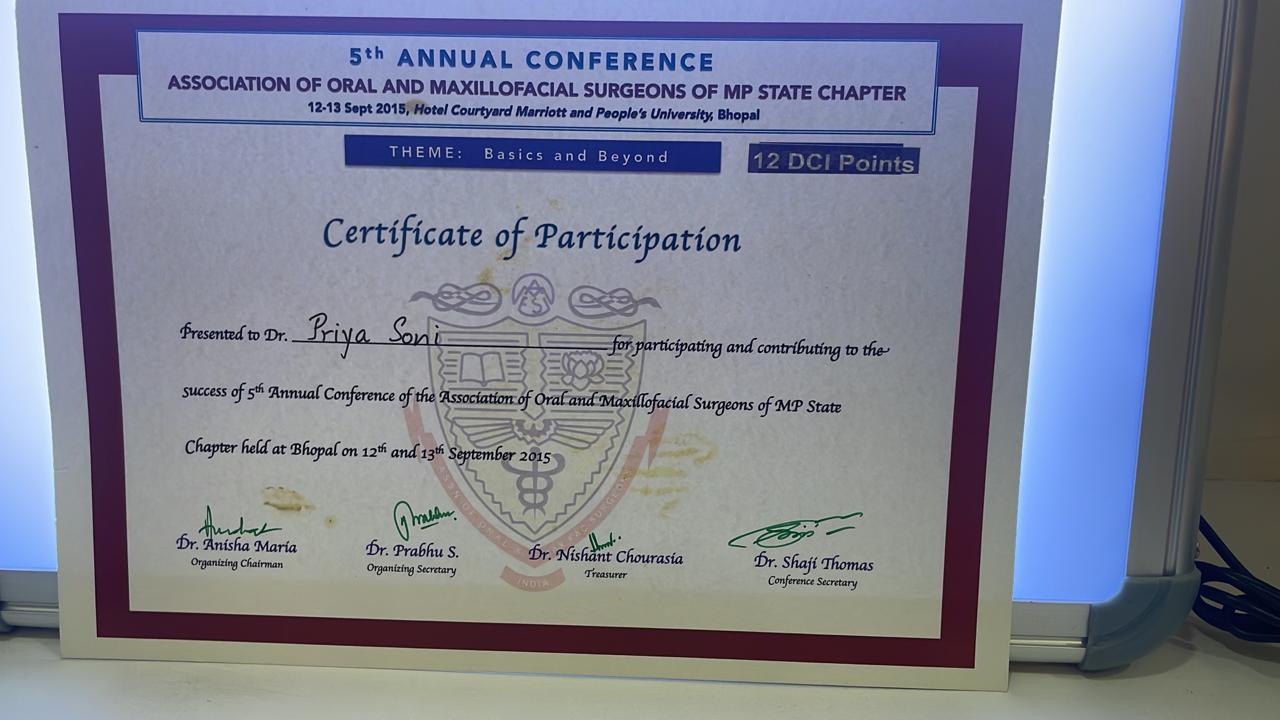 5th ANNUAL CONFERENCE
ASSOCIATION OF ORAL AND MAXILLOFACIAL SURGEONS OF MP STATE CHAPTER
12-13 Sept 2015, Hotel Courtyard Marriott and People's University, Bhopal
THEME: Basics and Beyond
12 DCI Points
Certificate of Participation
Presented to Dr. Priya Soni for participating and contributing to the
success of 5th Annual Conference of the Association of Oral and Maxillofacial Surgeons of MP State
Chapter held at Bhopal on 12th and 13th September 2015
Dr. Anisha Maria
Organizing Chairman
Dr. Prabhu S.
Organizing Secretary
Dr. Nishant Chourasia
Treasurer
Dr. Shaji Thomas
Conference Secretary
INDIA